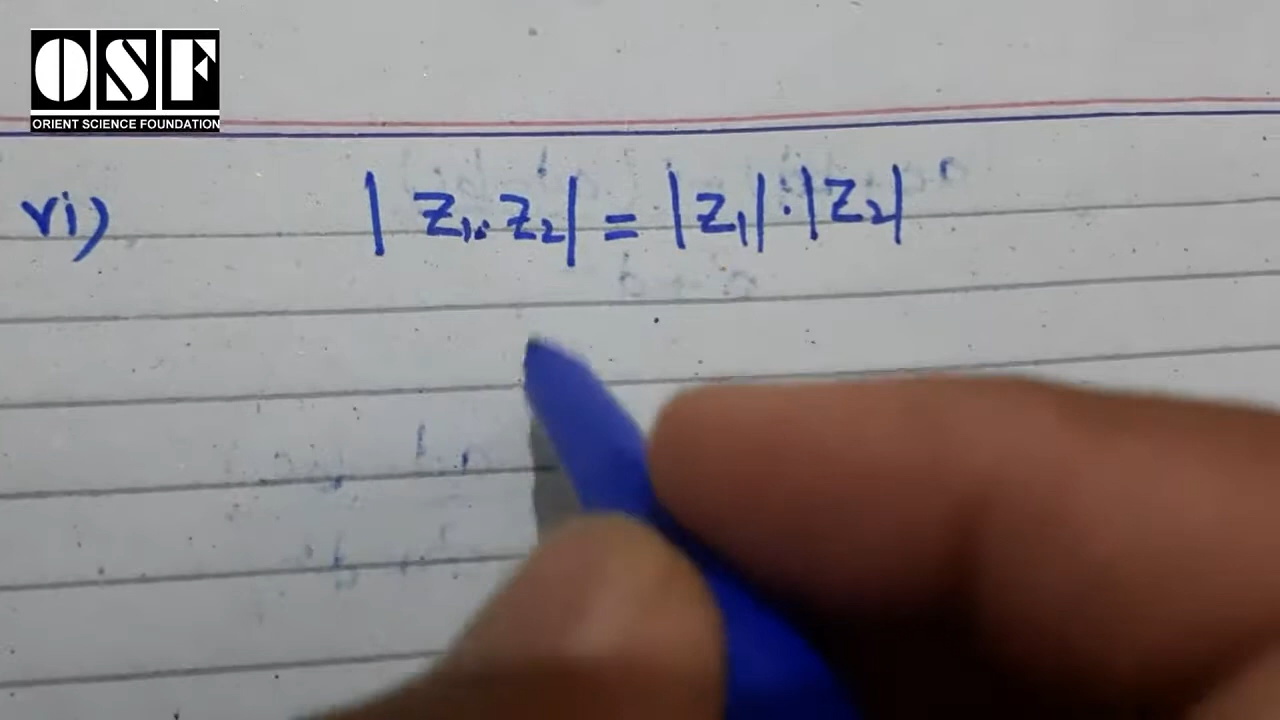 OSF
ORIENT SCIENCE FOUNDATION
vi) | z₁. z₂| = |z₁| . |z₂|